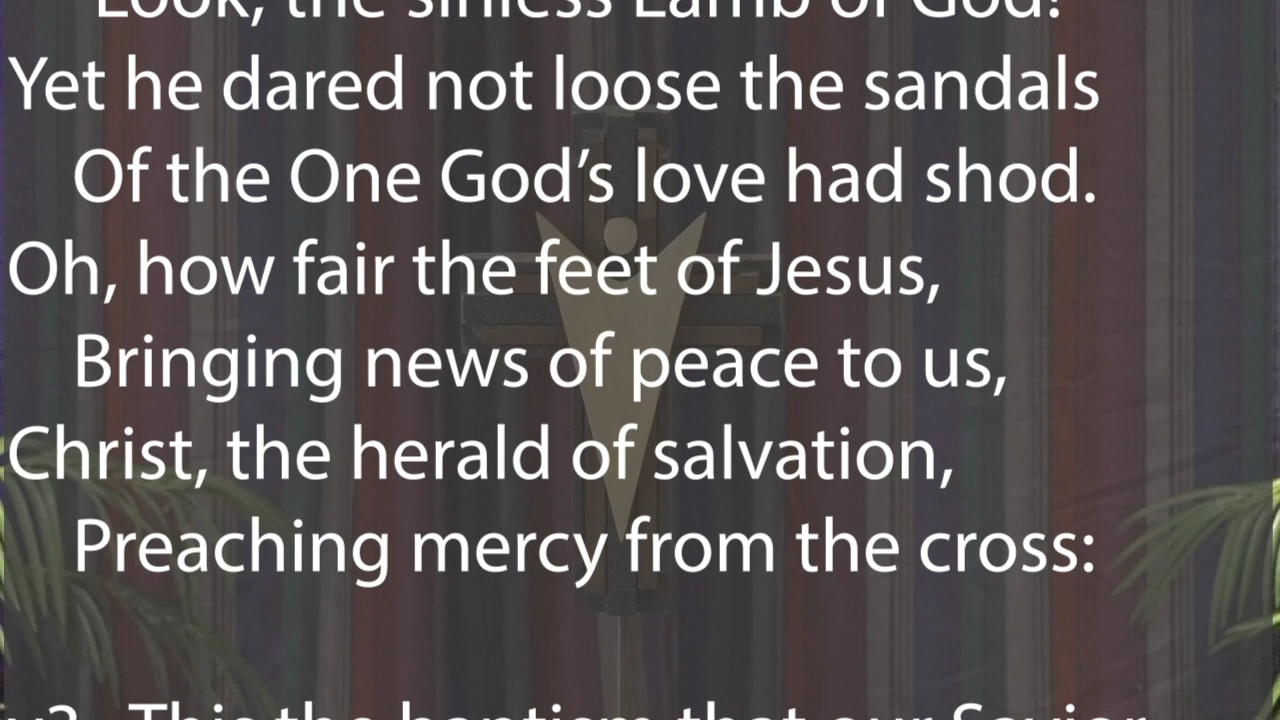 Look, the sinless Lamb of God!
Yet he dared not loose the sandals
Of the One God’s love had shod.
Oh, how fair the feet of Jesus,
Bringing news of peace to us,
Christ, the herald of salvation,
Preaching mercy from the cross:
This the baptism that our Savior